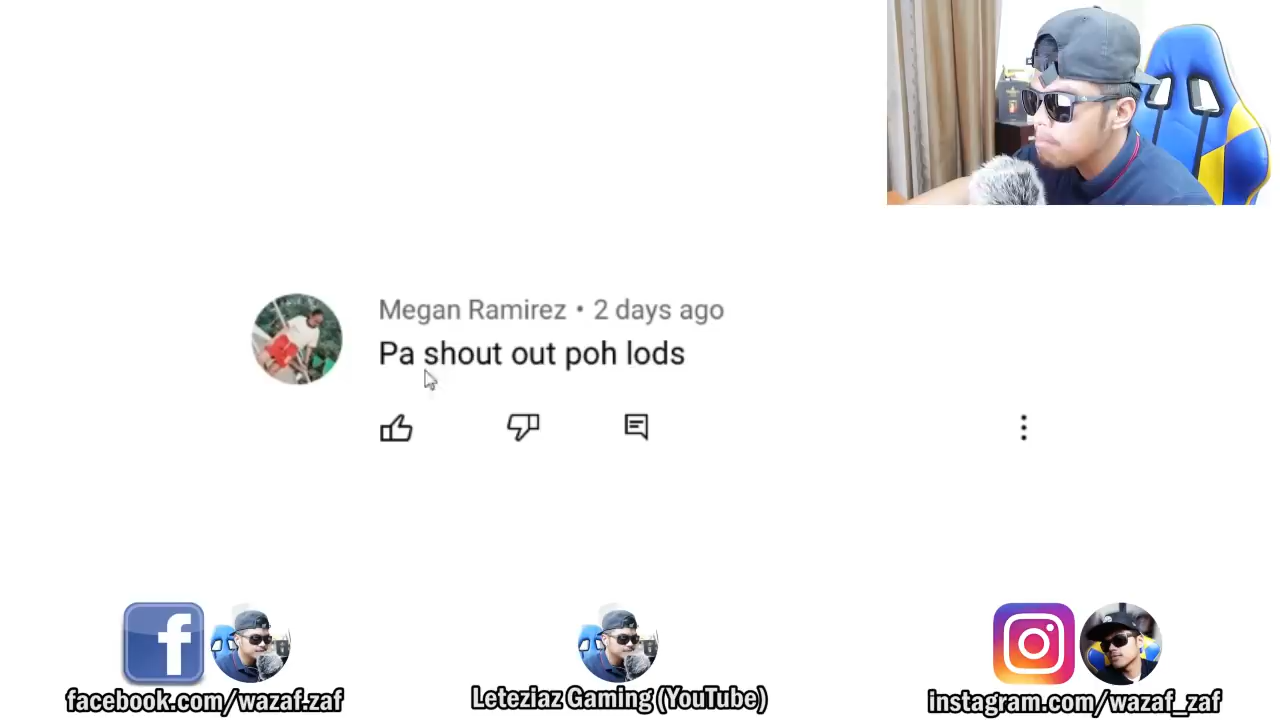 Megan Ramirez • 2 days ago
Pa shout out poh lods
facebook.com/wazaf.zaf
Leteziaz Gaming (YouTube)
instagram.com/wazaf_zaf